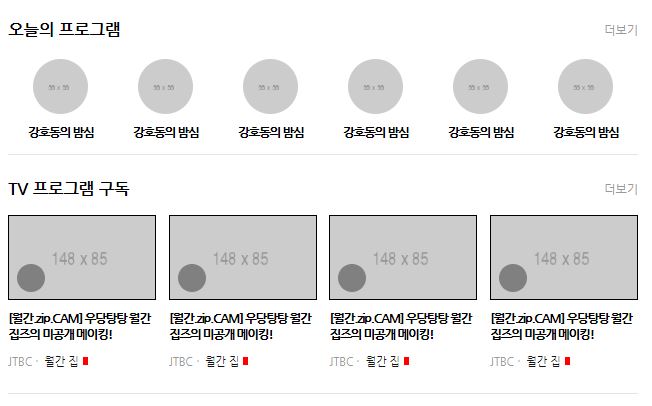 오늘의 프로그램 더보기
55 x 55 55 x 55 55 x 55 55 x 55 55 x 55 55 x 55
강호동의 밤심 강호동의 밤심 강호동의 밤심 강호동의 밤심 강호동의 밤심 강호동의 밤심
TV 프로그램 구독 더보기
148 x 85 148 x 85 148 x 85 148 x 85
[월간 zip.CAM] 우당탕탕 월간 [월간 zip.CAM] 우당탕탕 월간 [월간 zip.CAM] 우당탕탕 월간 [월간 zip.CAM] 우당탕탕 월간
집즈의 미공개 메이킹! 집즈의 미공개 메이킹! 집즈의 미공개 메이킹! 집즈의 미공개 메이킹!
JTBC · 월간 집 JTBC · 월간 집 JTBC · 월간 집 JTBC · 월간 집